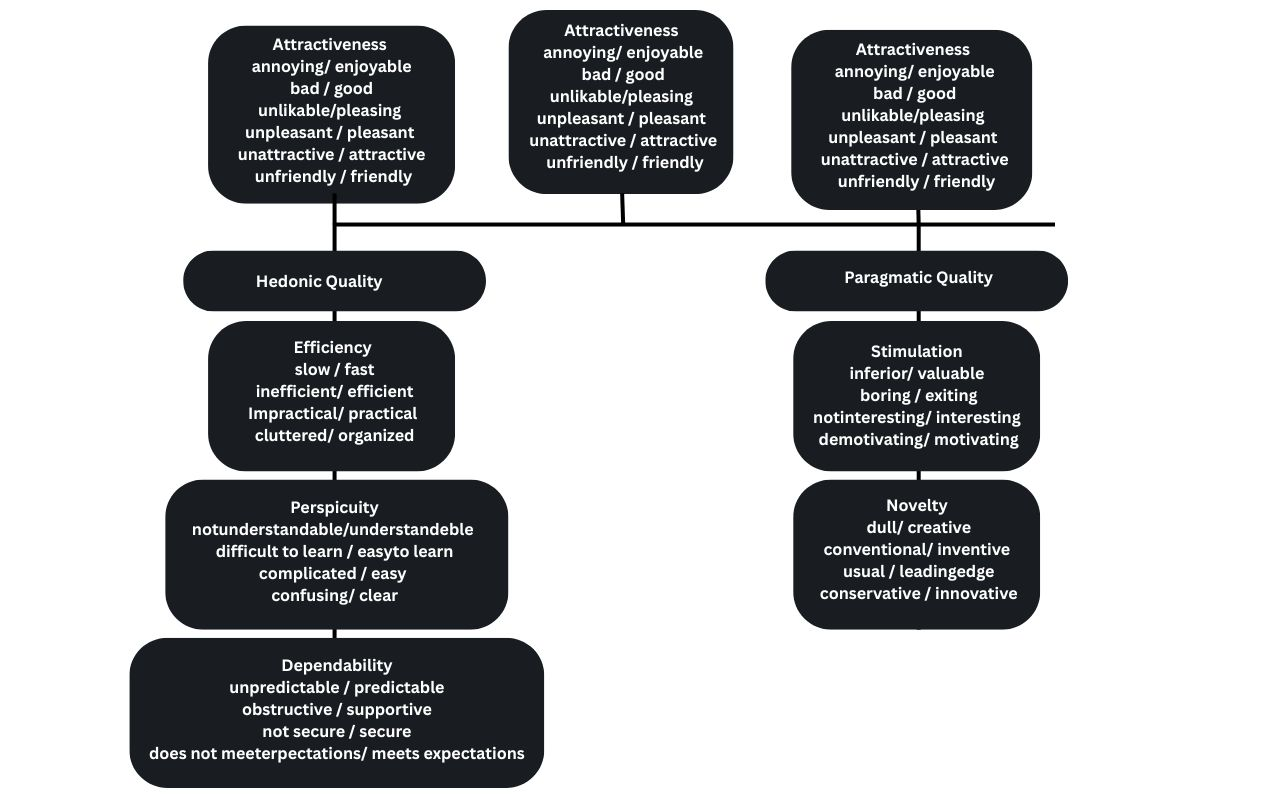 Attractiveness
annoying/ enjoyable
bad / good
unlikable/pleasing
unpleasant / pleasant
unattractive / attractive
unfriendly / friendly
Attractiveness
annoying/ enjoyable
bad / good
unlikable/pleasing
unpleasant / pleasant
unattractive / attractive
unfriendly / friendly
Attractiveness
annoying/ enjoyable
bad / good
unlikable/pleasing
unpleasant / pleasant
unattractive / attractive
unfriendly / friendly
Hedonic Quality
Paragmatic Quality
Efficiency
slow / fast
inefficient/ efficient
Impractical/ practical
cluttered/ organized
Stimulation
inferior/ valuable
boring / exiting
notinteresting/ interesting
demotivating/ motivating
Perspicuity
notunderstandable/understandeble
difficult to learn / easyto learn
complicated / easy
confusing/ clear
Novelty
dull/ creative
conventional/ inventive
usual / leadingedge
conservative / innovative
Dependability
unpredictable / predictable
obstructive / supportive
not secure / secure
does not meeterpectations/ meets expectations